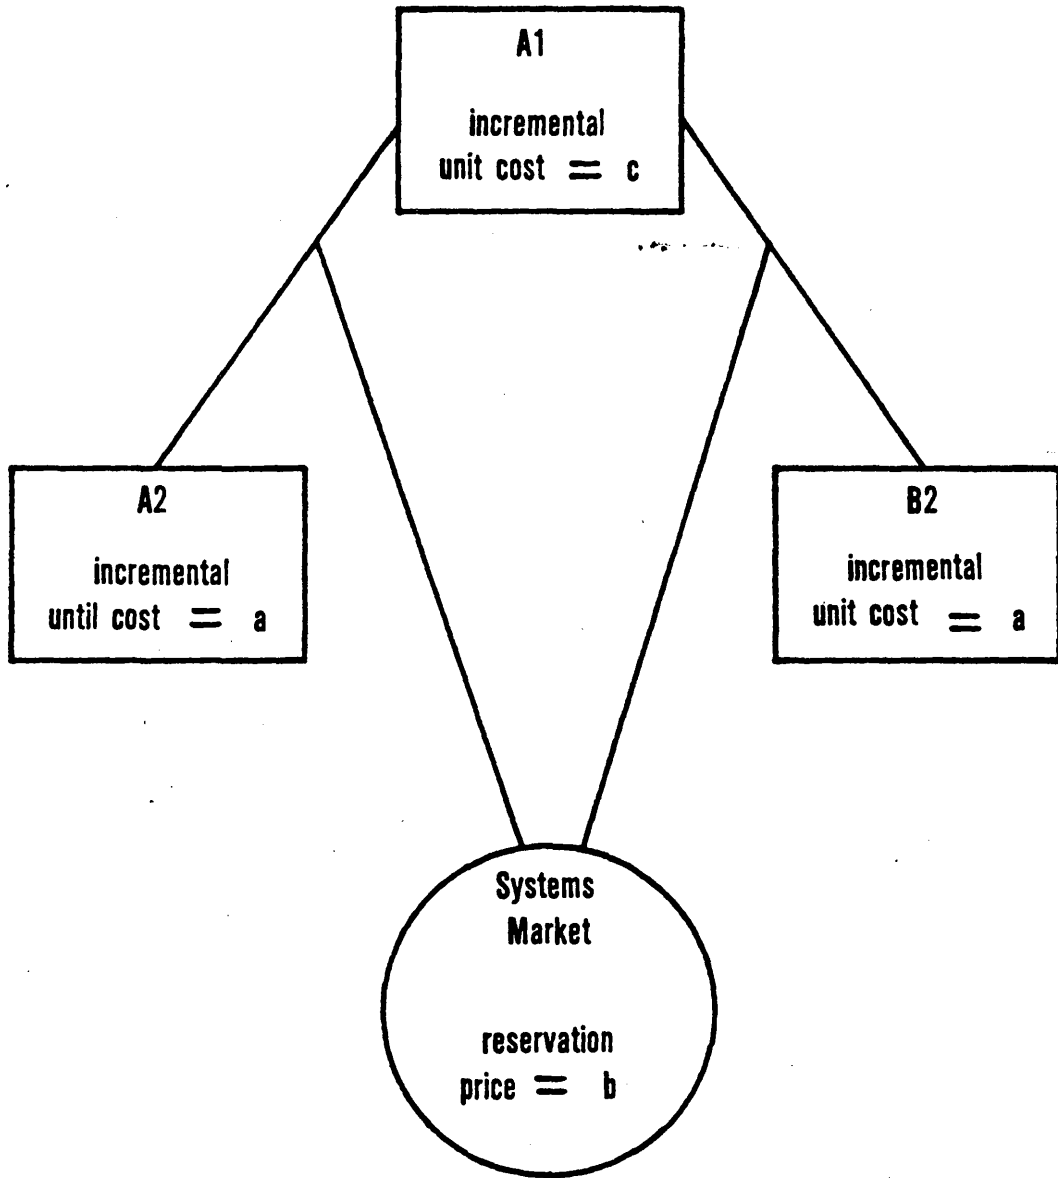 A1
incremental
unit cost = c
A2
incremental
until cost = a
B2
incremental
unit cost = a
Systems
Market
reservation
price = b